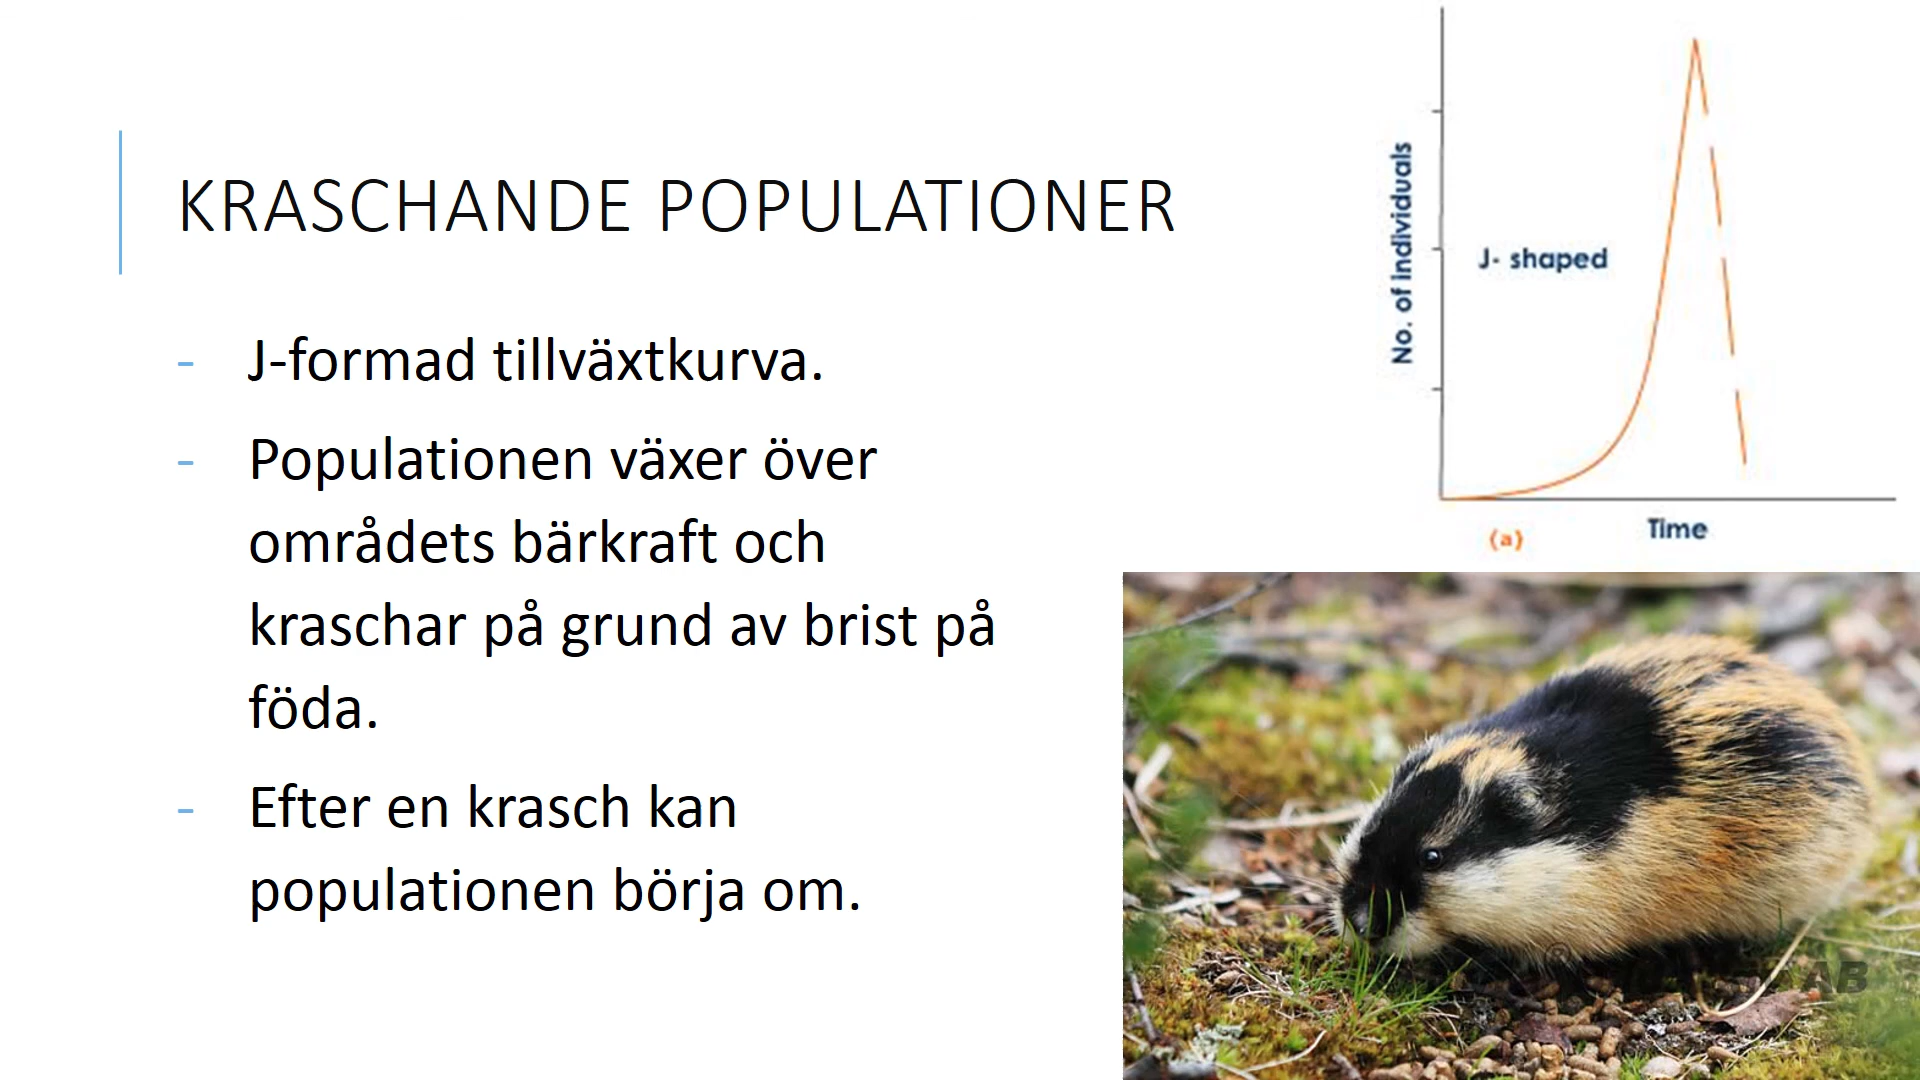 KRASCHANDE POPULATIONER
- J-formad tillväxtkurva.
- Populationen växer över
områdets bärkraft och
kraschar på grund av brist på
föda.
- Efter en krasch kan
populationen börja om.
No. of individuals
J- shaped
(a)
Time
®
AB